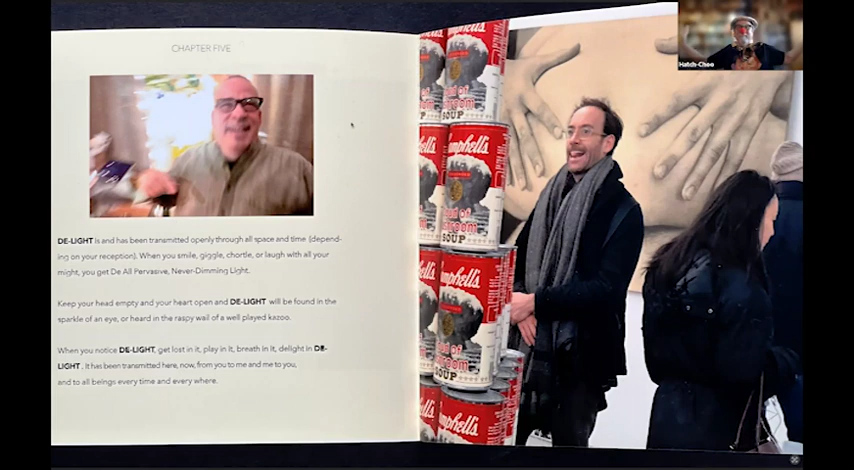 CHAPTER FIVE
DE-LIGHT is and has been transmitted openly through all space and time (depend-
ing on your reception). When you smile, giggle, chortle, or laugh with all your
might, you get De All Pervasive, Never-Dimming Light.
Keep your head empty and your heart open and DE-LIGHT will be found in the
sparkle of an eye, or heard in the raspy wail of a well played kazoo.
When you notice DE-LIGHT, get lost in it, play in it, breath in it, delight in DE-
LIGHT. It has been transmitted here, now, from you to me and me to you,
and to all beings every time and every where.
Campbell's
SOUP
Campbell's
SOUP
Campbell's
SOUP
Campbell's
Hatch-Choo